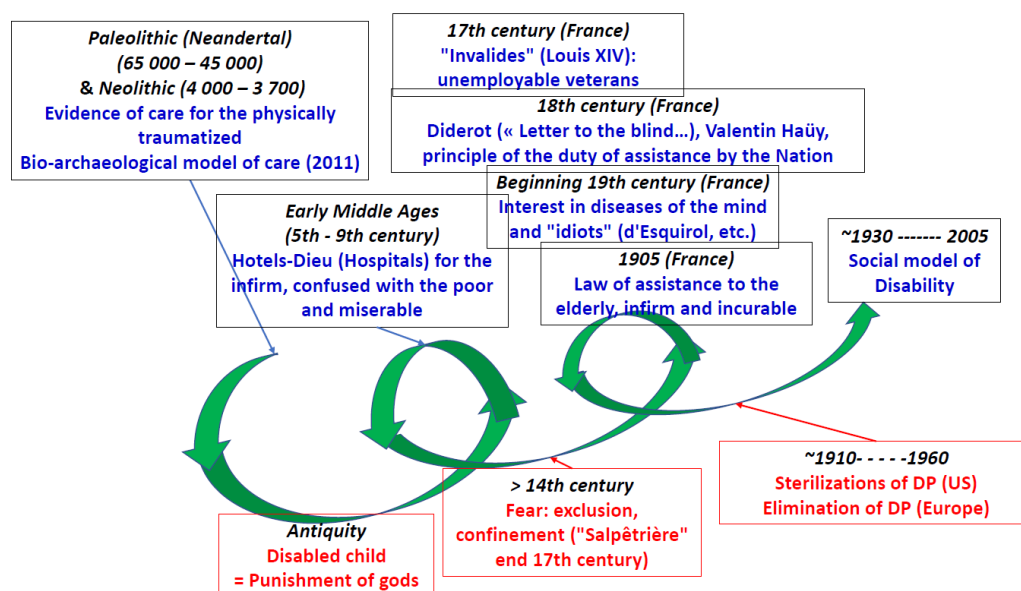 Paleolithic (Neandertal)
(65 000 – 45 000)
& Neolithic (4 000 – 3 700)
Evidence of care for the physically
traumatized
Bio-archaeological model of care (2011)
17th century (France)
"Invalides" (Louis XIV):
unemployable veterans
18th century (France)
Diderot (« Letter to the blind…), Valentin Haüy,
principle of the duty of assistance by the Nation
Early Middle Ages
(5th - 9th century)
Hotels-Dieu (Hospitals) for the
infirm, confused with the poor
and miserable
Beginning 19th century (France)
Interest in diseases of the mind
and "idiots" (d'Esquirol, etc.)
1905 (France)
Law of assistance to the
elderly, infirm and incurable
~1930 ------- 2005
Social model of
Disability
Antiquity
Disabled child
= Punishment of gods
> 14th century
Fear: exclusion,
confinement ("Salpêtrière"
end 17th century)
~1910- - - - -1960
Sterilizations of DP (US)
Elimination of DP (Europe)